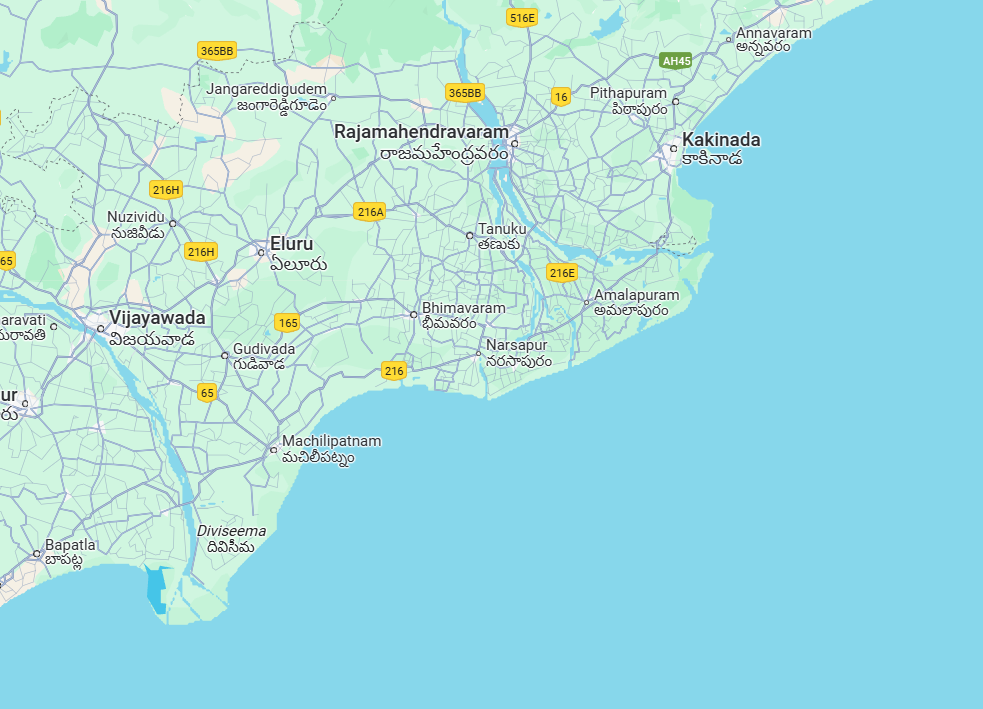 516E
Annavaram
అన్నవరం
365BB
AH45
Jangareddigudem
జంగారెడ్డిగూడెం
365BB
16
Pithapuram
పిఠాపురం
Rajamahendravaram
రాజమహేంద్రవరం
Kakinada
కాకినాడ
216H
216A
Nuzividu
నుజివీడు
Tanuku
తణుకు
216H
Eluru
ఏలూరు
65
216E
Amalapuram
అమలాపురం
Bhimavaram
భీమవరం
aravati
Vijayawada
విజయవాడ
165
Gudivada
గుడివాడ
Narsapur
నరసాపురం
216
65
ur
రు
Machilipatnam
మచిలీపట్నం
Diviseema
దివిసీమ
Bapatla
బాపట్ల